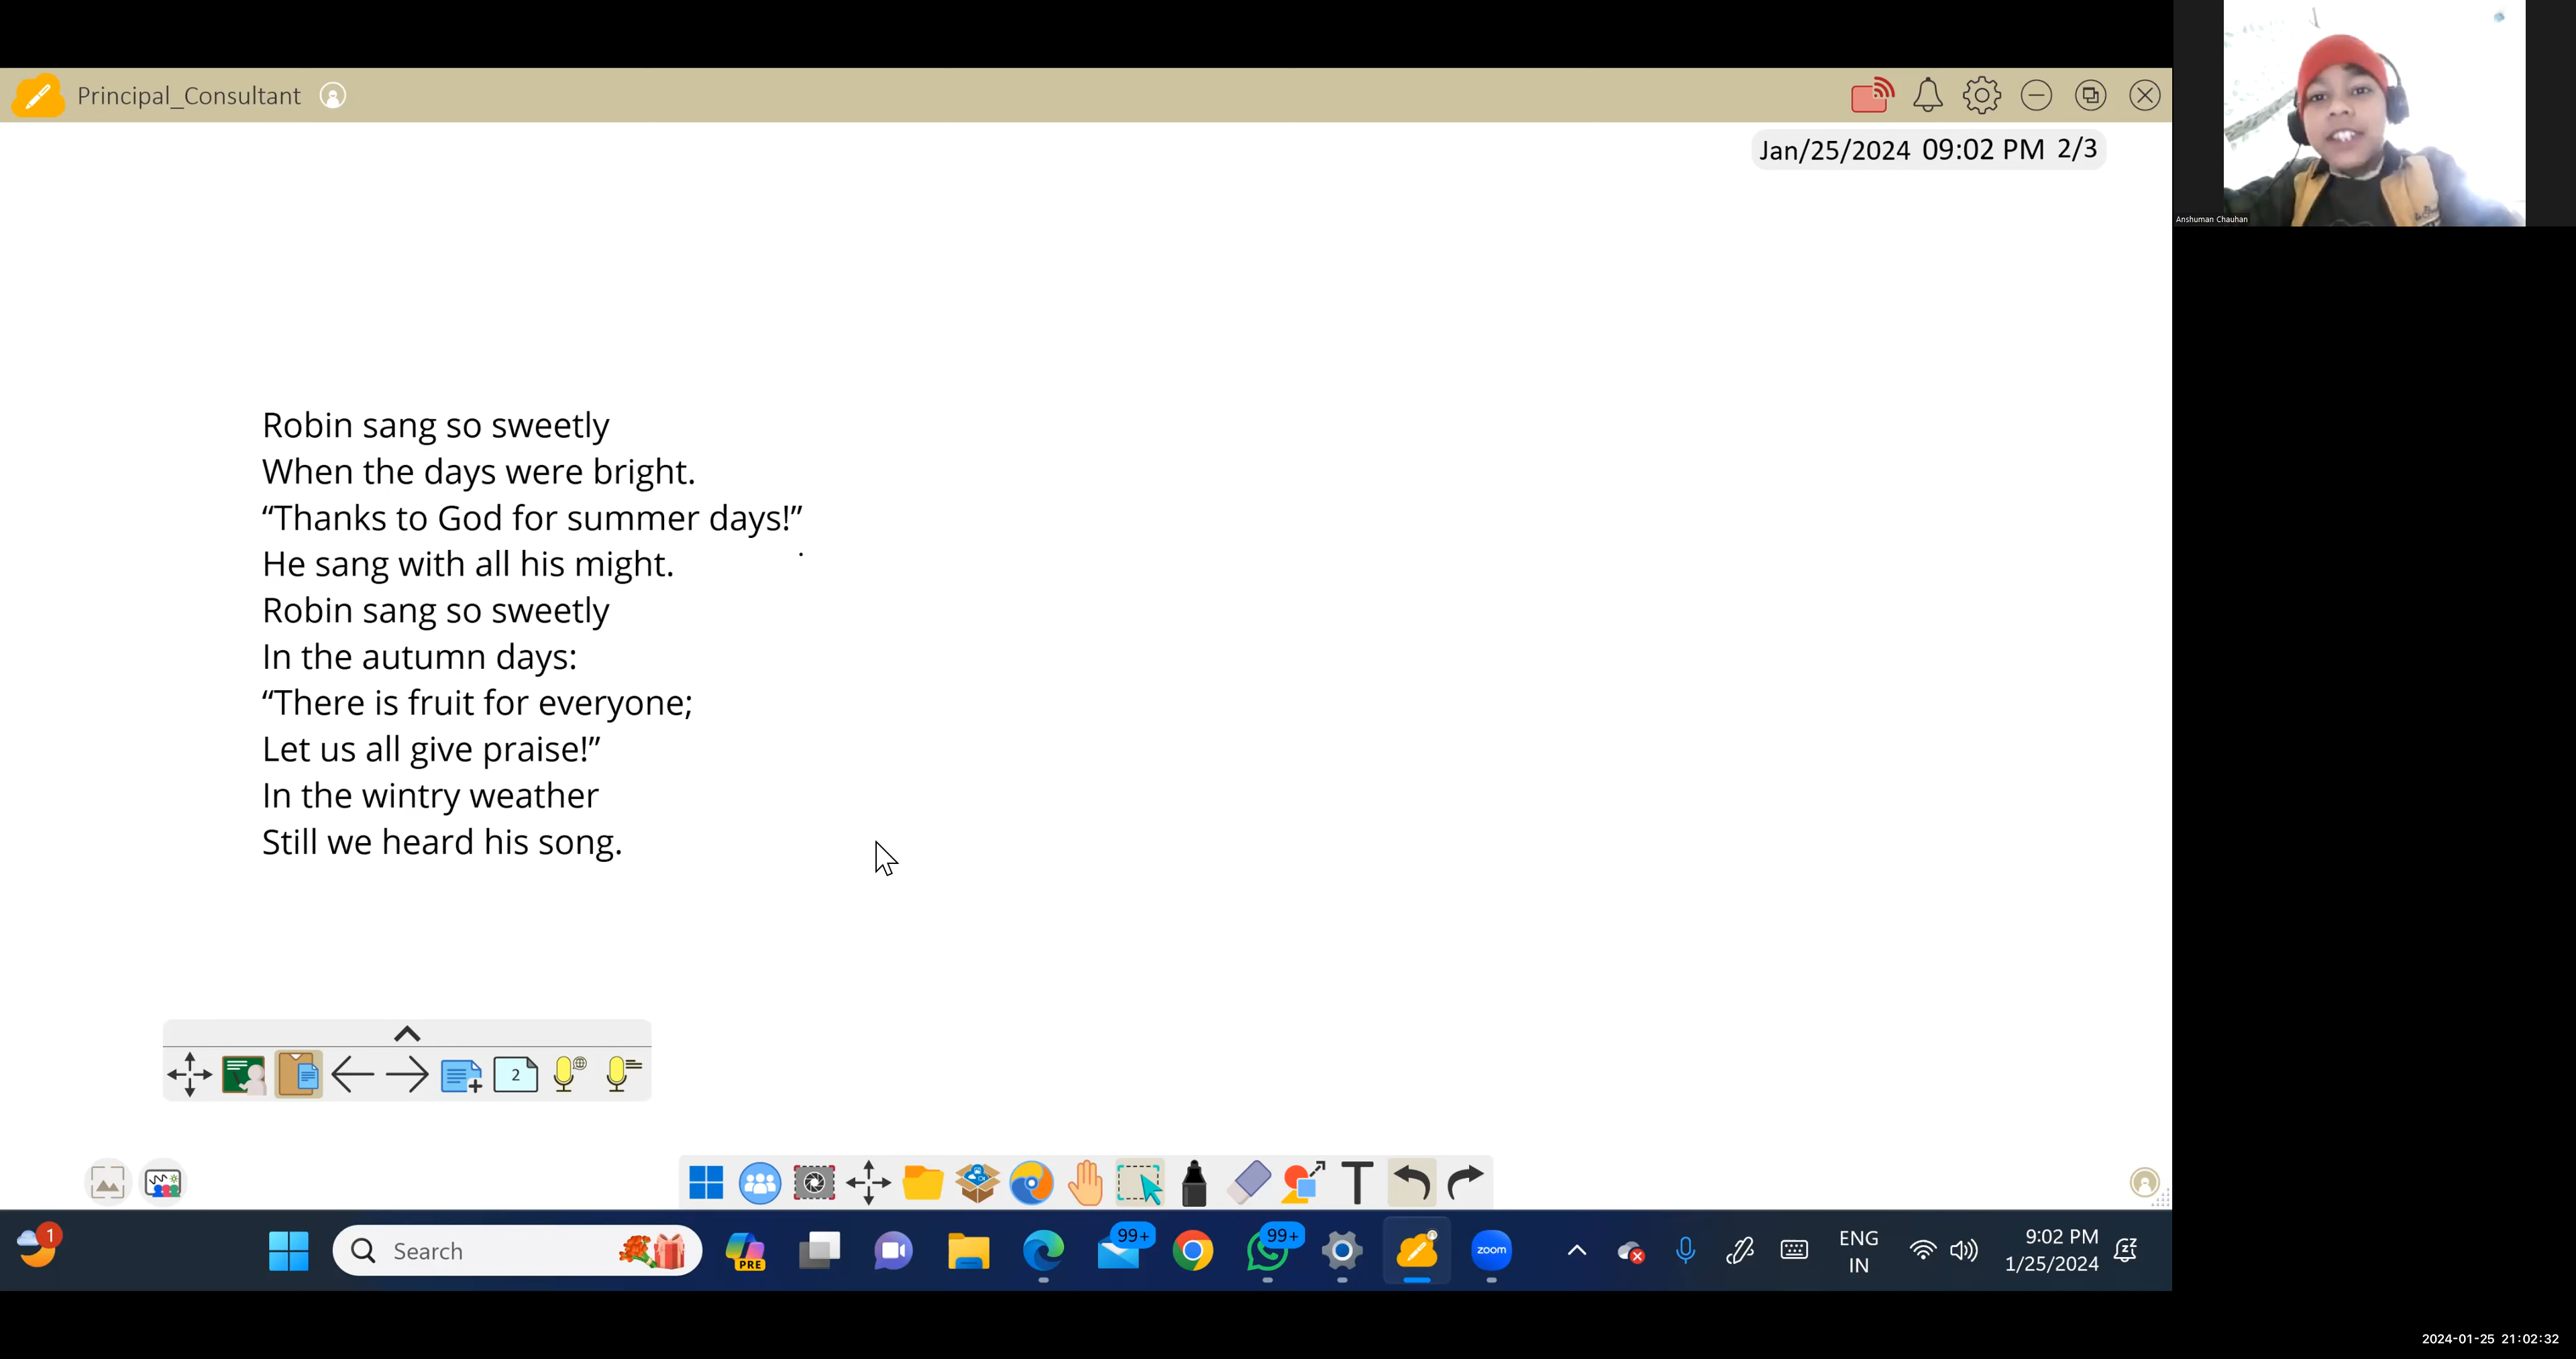 Principal_Consultant
Jan/25/2024 09:02 PM 2/3
Anshuman Chauhan
Robin sang so sweetly
When the days were bright.
“Thanks to God for summer days!”
He sang with all his might.
Robin sang so sweetly
In the autumn days:
“There is fruit for everyone;
Let us all give praise!”
In the wintry weather
Still we heard his song.
2
T
1
Search
PRE
99+
99+
zoom
ENG
IN
9:02 PM
1/25/2024
2024-01-25 21:02:32